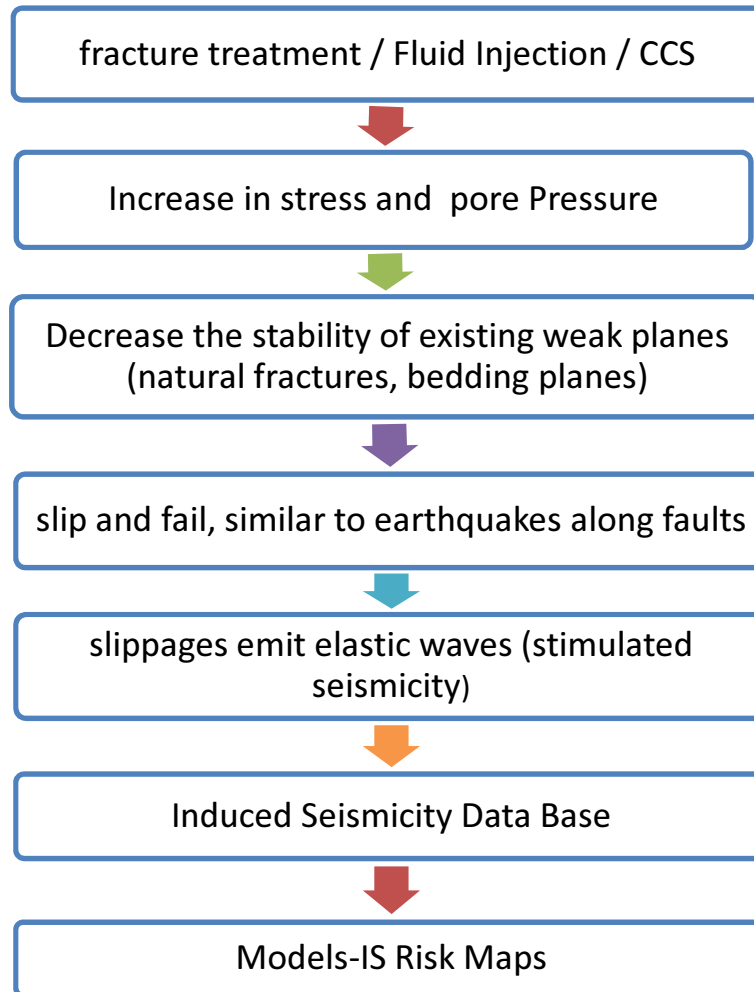 fracture treatment / Fluid Injection / CCS
Increase in stress and  pore Pressure
Decrease the stability of existing weak planes
(natural fractures, bedding planes)
slip and fail, similar to earthquakes along faults
slippages emit elastic waves (stimulated
seismicity)
Induced Seismicity Data Base
Models-IS Risk Maps